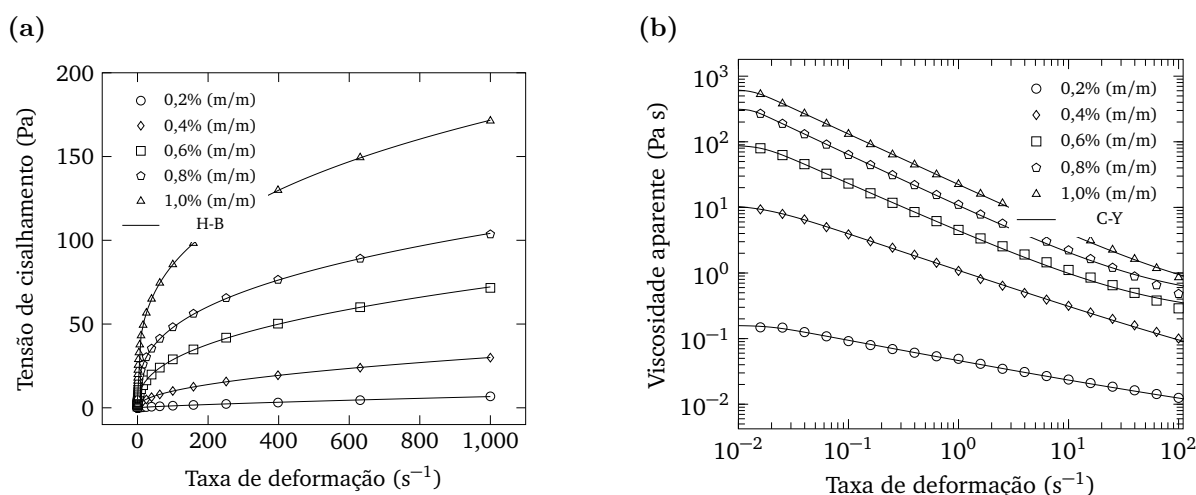 (a)
200
150
100
50
0
0
200
400
600
800
1,000
Tensão de cisalhamento (Pa)
Taxa de deformação (s⁻¹)
0,2% (m/m)
0,4% (m/m)
0,6% (m/m)
0,8% (m/m)
1,0% (m/m)
H-B
(b)
10³
10²
10¹
10⁰
10⁻¹
10⁻²
10⁻²
10⁻¹
10⁰
10¹
10²
Viscosidade aparente (Pa s)
Taxa de deformação (s⁻¹)
0,2% (m/m)
0,4% (m/m)
0,6% (m/m)
0,8% (m/m)
1,0% (m/m)
C-Y